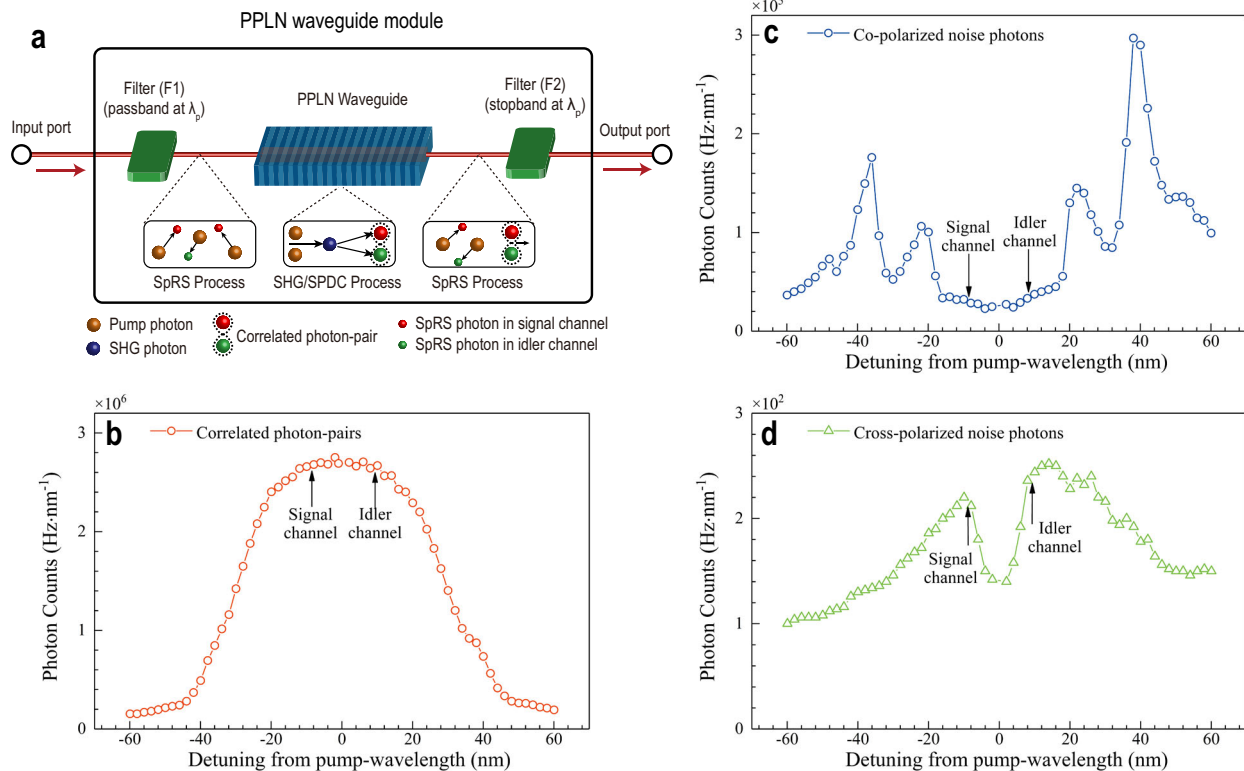 PPLN waveguide module
a
Filter (F1)
(passband at λp)
PPLN Waveguide
Filter (F2)
(stopband at λp)
Input port
Output port
SpRS Process
SHG/SPDC Process
SpRS Process
Pump photon
SHG photon
Correlated photon-pair
SpRS photon in signal channel
SpRS photon in idler channel
b
×10⁶
Correlated photon-pairs
Signal
channel
Idler
channel
3
2
1
0
Photon Counts (Hz·nm⁻¹)
-60 -40 -20 0 20 40 60
Detuning from pump-wavelength (nm)
c
×10³
Co-polarized noise photons
Signal
channel
Idler
channel
3
2
1
0
Photon Counts (Hz·nm⁻¹)
-60 -40 -20 0 20 40 60
Detuning from pump-wavelength (nm)
d
×10²
Cross-polarized noise photons
Signal
channel
Idler
channel
3
2
1
0
Photon Counts (Hz·nm⁻¹)
-60 -40 -20 0 20 40 60
Detuning from pump-wavelength (nm)